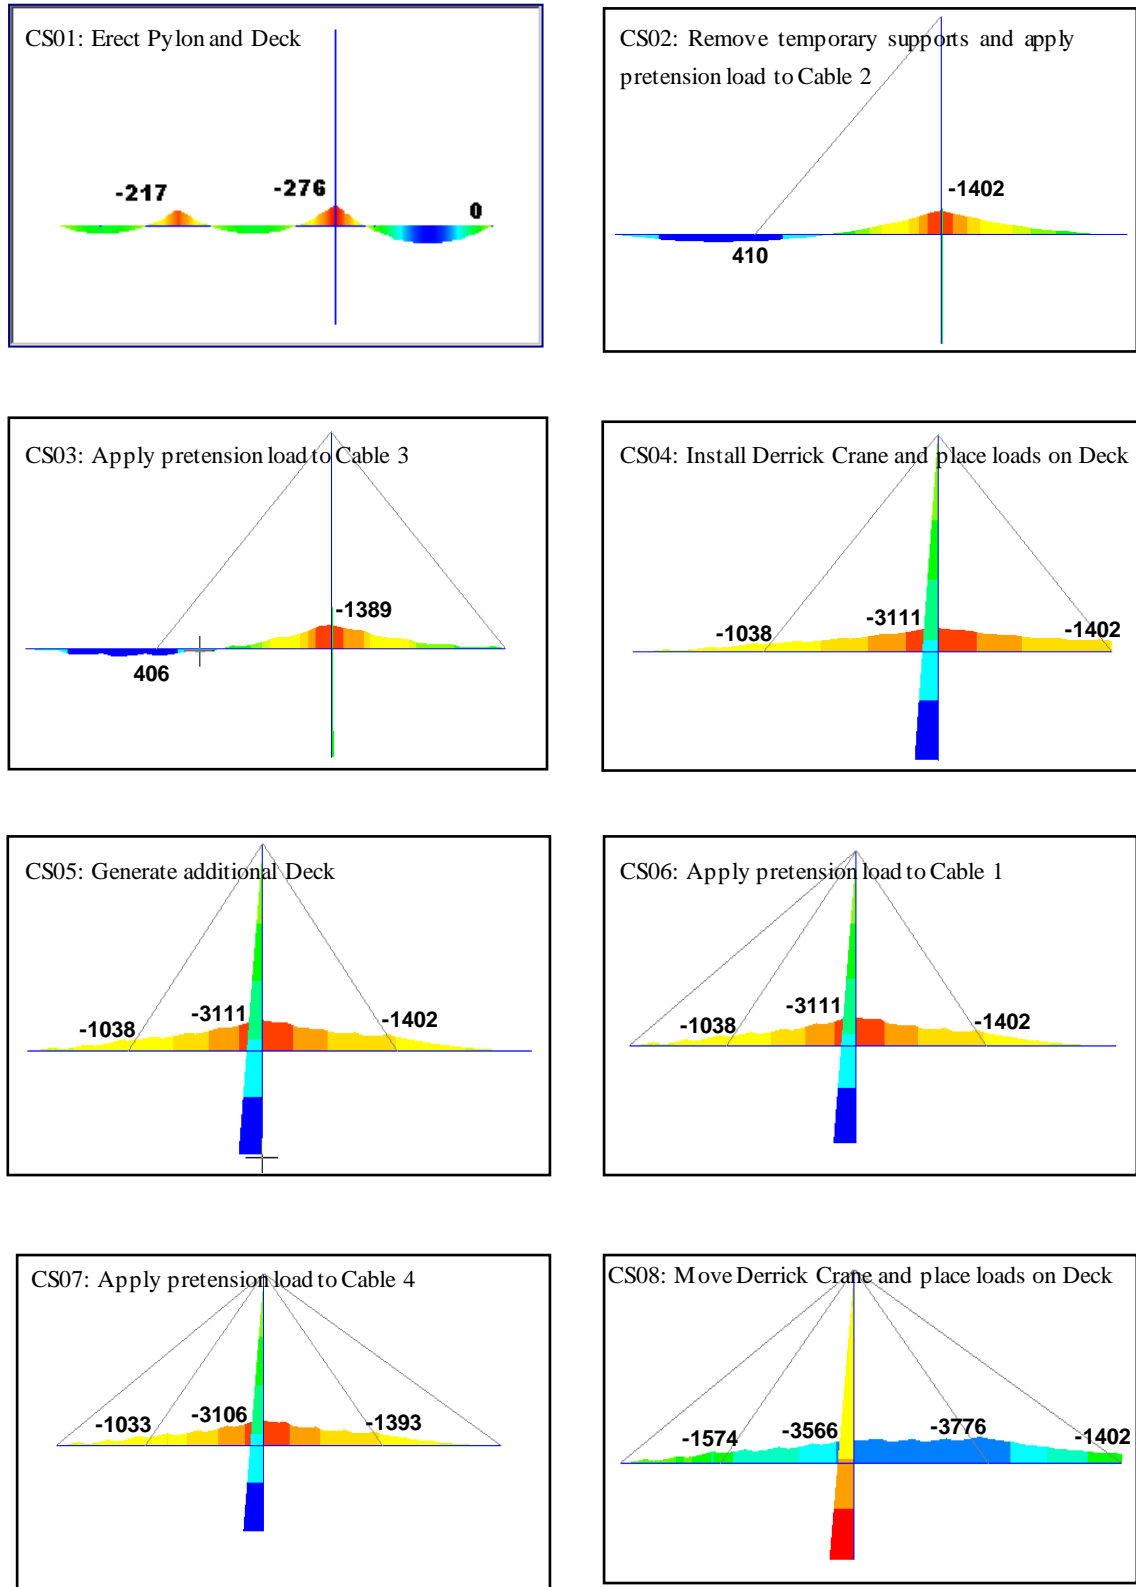 CS01: Erect Pylon and Deck
-217
-276
0
CS02: Remove temporary supports and apply
pretension load to Cable 2
-1402
410
CS03: Apply pretension load to Cable 3
-1389
406
CS04: Install Derrick Crane and place loads on Deck
-1038
-3111
-1402
CS05: Generate additional Deck
-1038
-3111
-1402
CS06: Apply pretension load to Cable 1
-1038
-3111
-1402
CS07: Apply pretension load to Cable 4
-1033
-3106
-1393
CS08: Move Derrick Crane and place loads on Deck
-1574
-3566
-3776
-1402